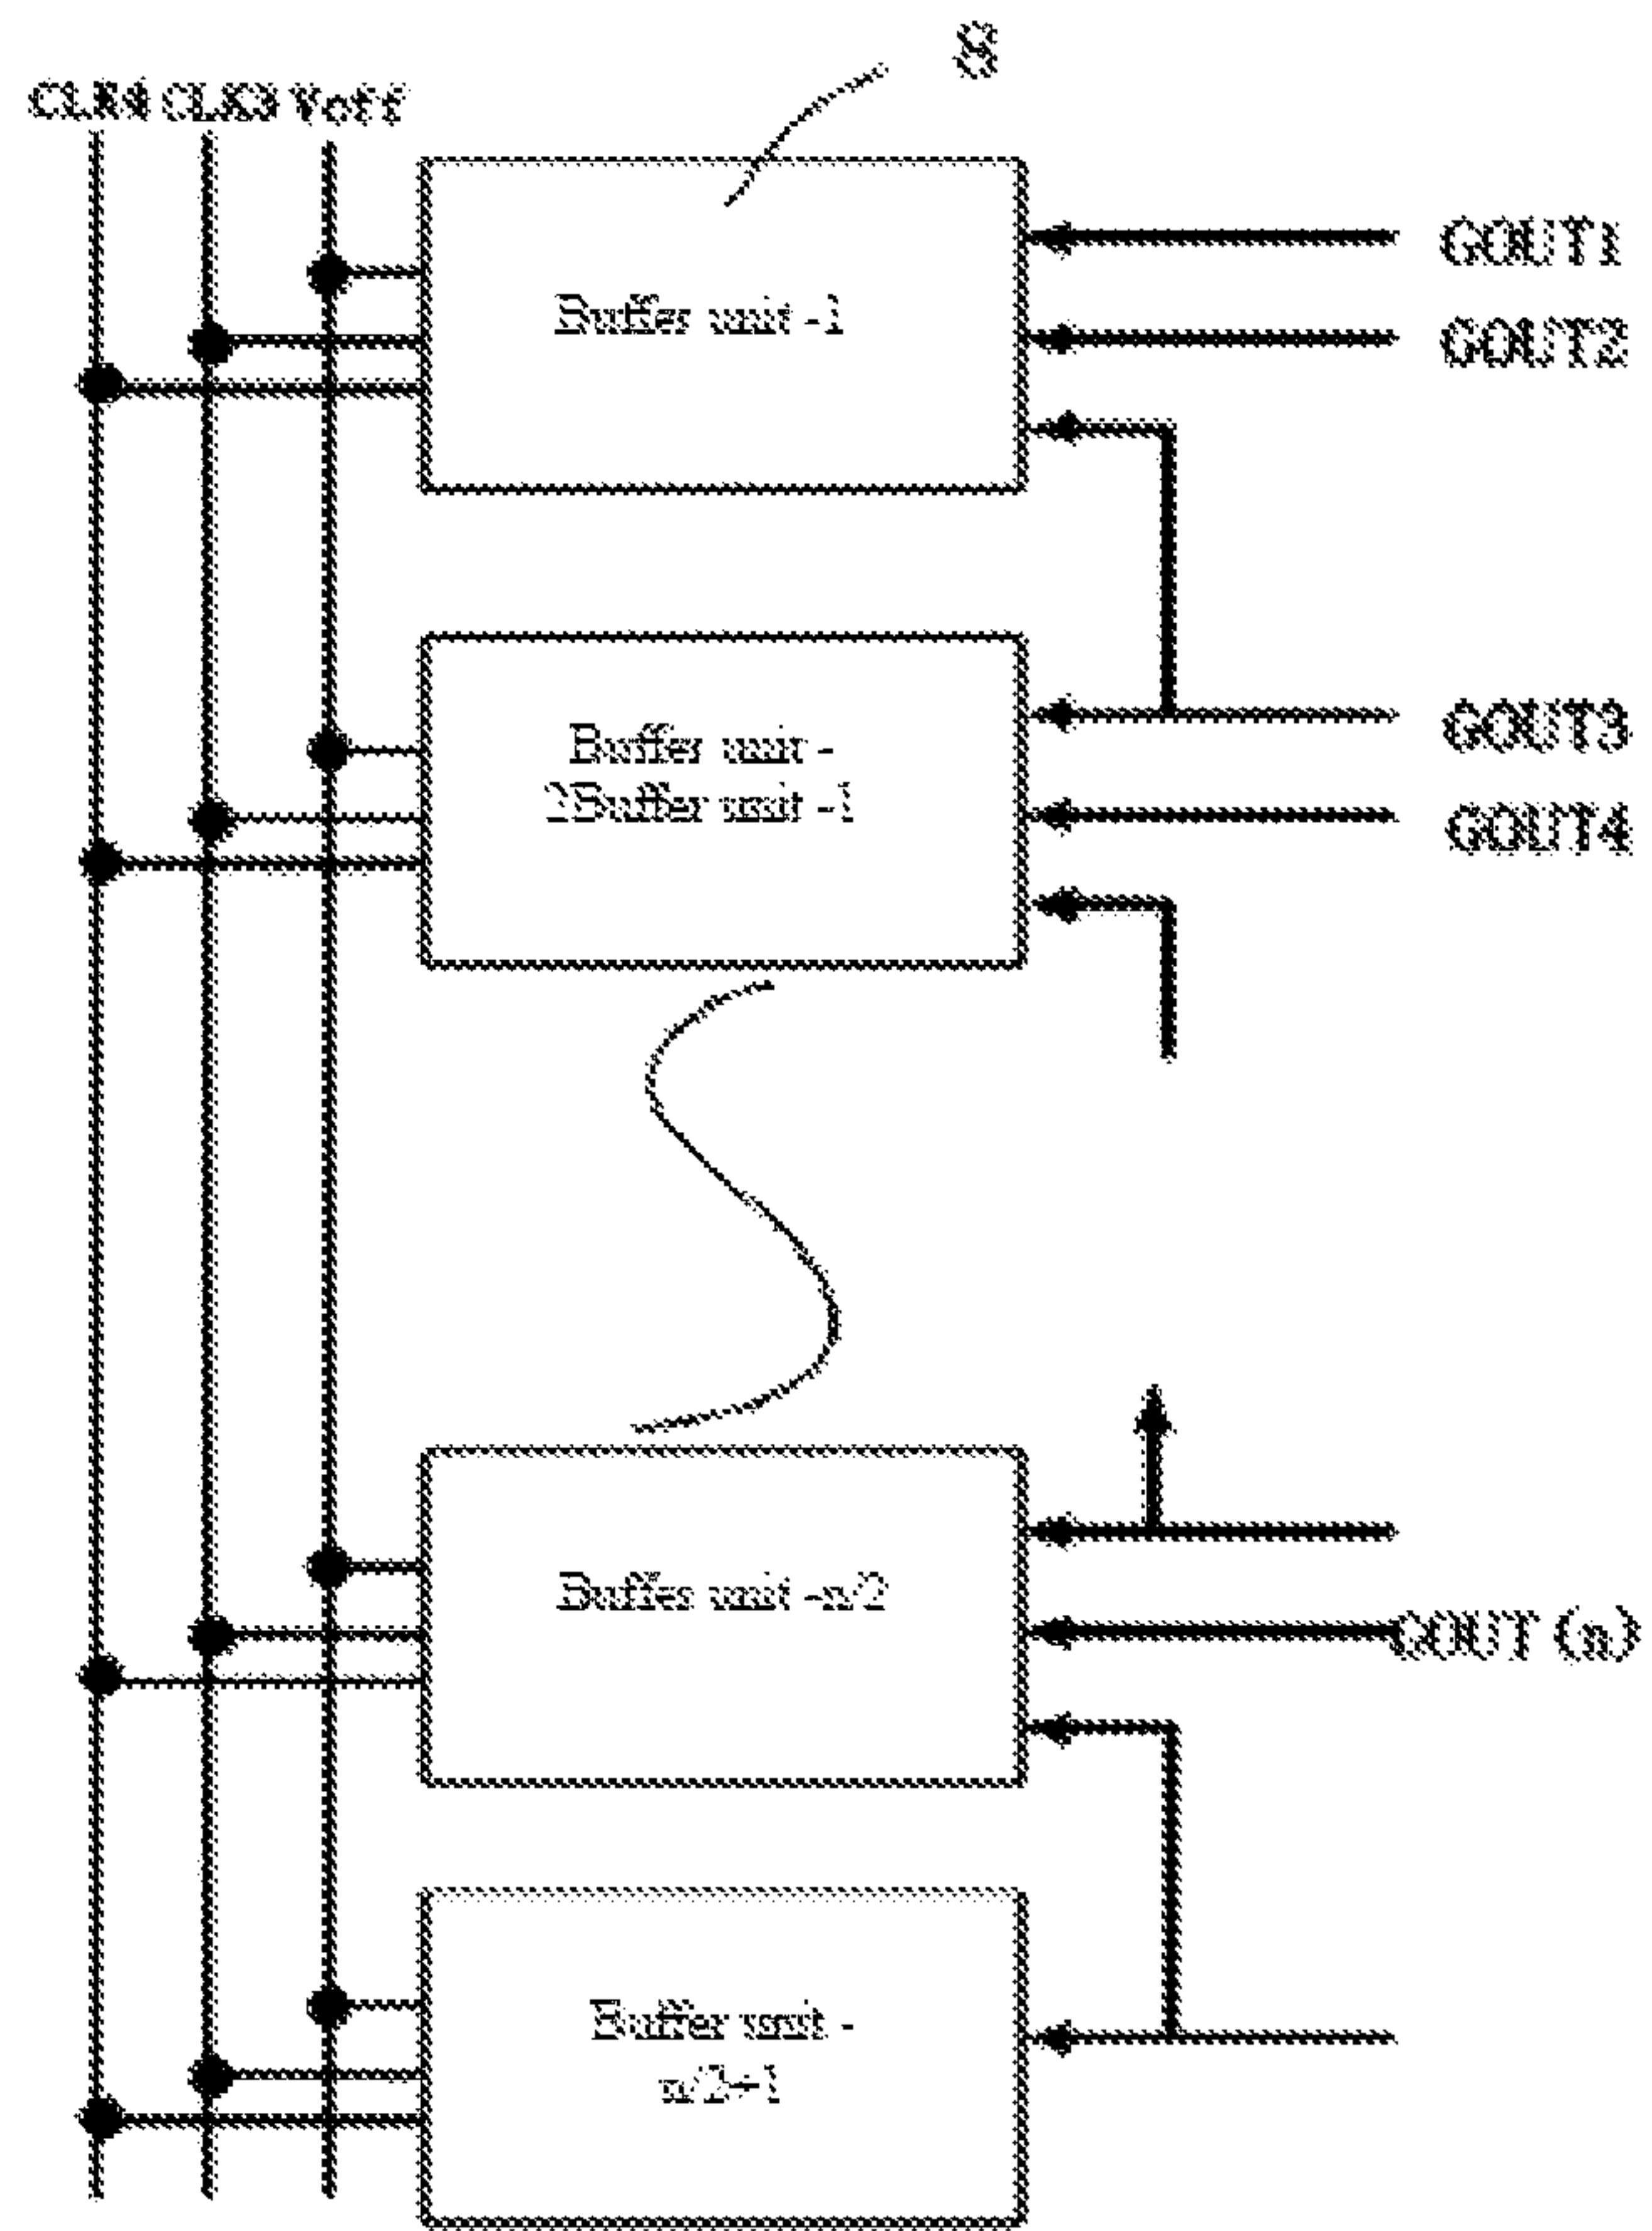 8
CLK4 CLK3 Voff
GOUT1
Buffer unit -1
GOUT2
Buffer unit -
2Buffer unit -1
GOUT3
GOUT4
Buffer unit -n/2
GOUT (n)
Buffer unit -
n/2+1